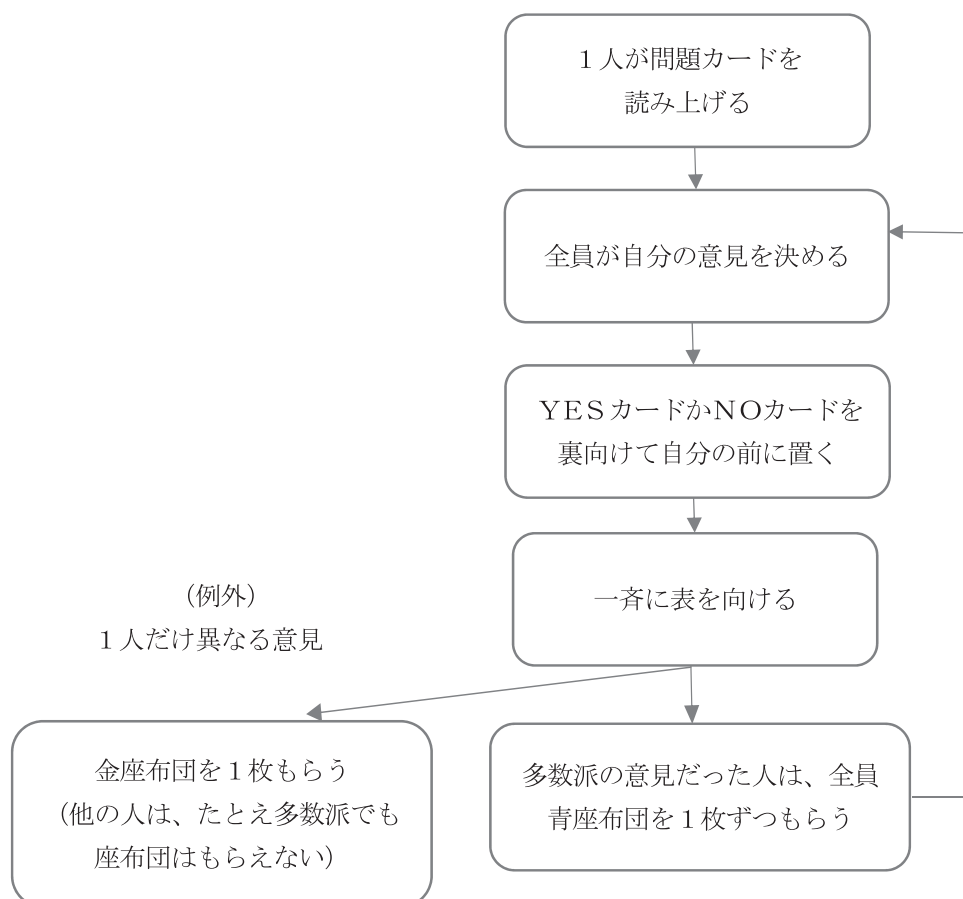 １人が問題カードを
読み上げる
全員が自分の意見を決める
ＹＥＳカードかＮＯカードを
裏向けて自分の前に置く
一斉に表を向ける
（例外）
１人だけ異なる意見
金座布団を１枚もらう
（他の人は、たとえ多数派でも
座布団はもらえない）
多数派の意見だった人は、全員
青座布団を１枚ずつもらう